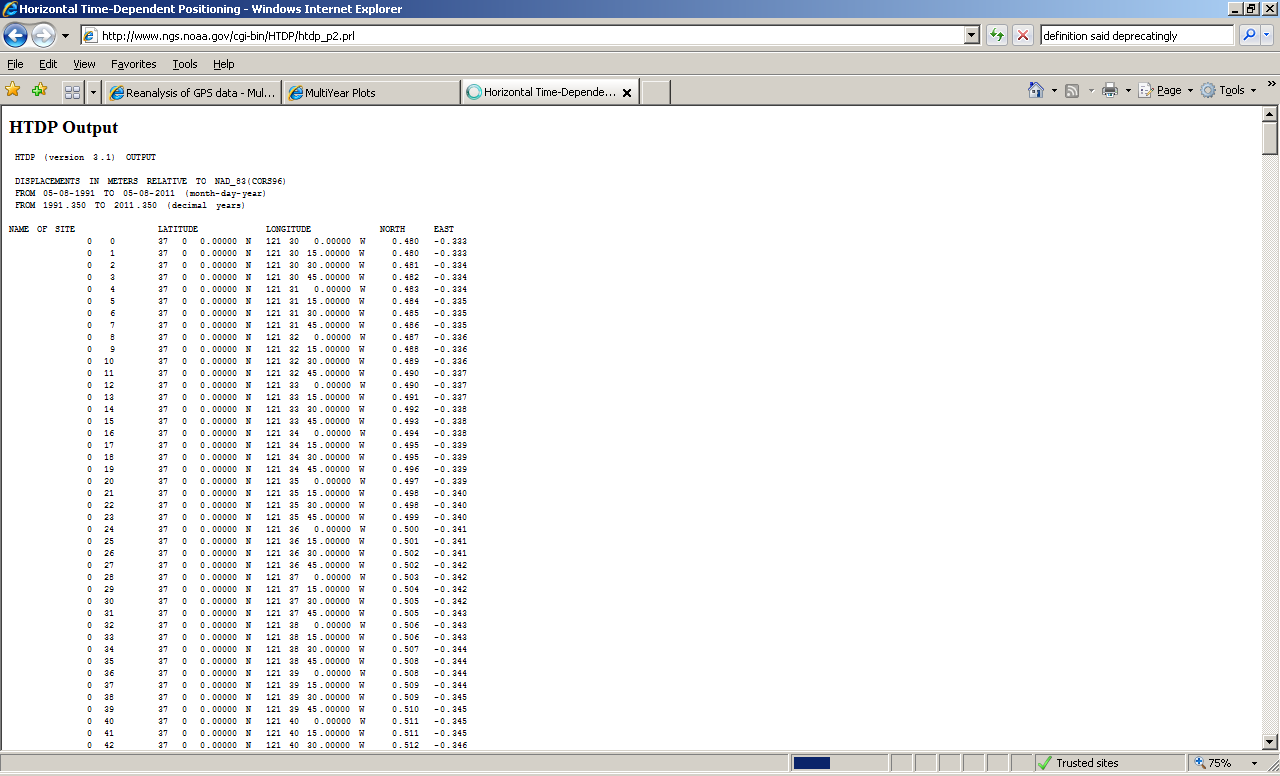 Horizontal Time-Dependent Positioning - Windows Internet Explorer
http://www.ngs.noaa.gov/cgi-bin/HTDP/htdp_p2.prl definition said deprecatingly
File Edit View Favorites Tools Help
Reanalysis of GPS data - Mul... MultiYear Plots Horizontal Time-Depende... Page Tools
HTDP Output
HTDP (version 3.1) OUTPUT
DISPLACEMENTS IN METERS RELATIVE TO NAD_83(CORS96)
FROM 05-08-1991 TO 05-08-2011 (month-day-year)
FROM 1991.350 TO 2011.350 (decimal years)
NAME OF SITE LATITUDE LONGITUDE NORTH EAST
0 0 37 0 0.00000 N 121 30 0.00000 W 0.480 -0.333
0 1 37 0 0.00000 N 121 30 15.00000 W 0.480 -0.333
0 2 37 0 0.00000 N 121 30 30.00000 W 0.481 -0.334
0 3 37 0 0.00000 N 121 30 45.00000 W 0.482 -0.334
0 4 37 0 0.00000 N 121 31 0.00000 W 0.483 -0.334
0 5 37 0 0.00000 N 121 31 15.00000 W 0.484 -0.335
0 6 37 0 0.00000 N 121 31 30.00000 W 0.485 -0.335
0 7 37 0 0.00000 N 121 31 45.00000 W 0.486 -0.335
0 8 37 0 0.00000 N 121 32 0.00000 W 0.487 -0.336
0 9 37 0 0.00000 N 121 32 15.00000 W 0.488 -0.336
0 10 37 0 0.00000 N 121 32 30.00000 W 0.489 -0.336
0 11 37 0 0.00000 N 121 32 45.00000 W 0.490 -0.337
0 12 37 0 0.00000 N 121 33 0.00000 W 0.490 -0.337
0 13 37 0 0.00000 N 121 33 15.00000 W 0.491 -0.337
0 14 37 0 0.00000 N 121 33 30.00000 W 0.492 -0.338
0 15 37 0 0.00000 N 121 33 45.00000 W 0.493 -0.338
0 16 37 0 0.00000 N 121 34 0.00000 W 0.494 -0.338
0 17 37 0 0.00000 N 121 34 15.00000 W 0.495 -0.339
0 18 37 0 0.00000 N 121 34 30.00000 W 0.495 -0.339
0 19 37 0 0.00000 N 121 34 45.00000 W 0.496 -0.339
0 20 37 0 0.00000 N 121 35 0.00000 W 0.497 -0.339
0 21 37 0 0.00000 N 121 35 15.00000 W 0.498 -0.340
0 22 37 0 0.00000 N 121 35 30.00000 W 0.498 -0.340
0 23 37 0 0.00000 N 121 35 45.00000 W 0.499 -0.340
0 24 37 0 0.00000 N 121 36 0.00000 W 0.500 -0.341
0 25 37 0 0.00000 N 121 36 15.00000 W 0.501 -0.341
0 26 37 0 0.00000 N 121 36 30.00000 W 0.502 -0.341
0 27 37 0 0.00000 N 121 36 45.00000 W 0.502 -0.342
0 28 37 0 0.00000 N 121 37 0.00000 W 0.503 -0.342
0 29 37 0 0.00000 N 121 37 15.00000 W 0.504 -0.342
0 30 37 0 0.00000 N 121 37 30.00000 W 0.505 -0.342
0 31 37 0 0.00000 N 121 37 45.00000 W 0.505 -0.343
0 32 37 0 0.00000 N 121 38 0.00000 W 0.506 -0.343
0 33 37 0 0.00000 N 121 38 15.00000 W 0.506 -0.343
0 34 37 0 0.00000 N 121 38 30.00000 W 0.507 -0.344
0 35 37 0 0.00000 N 121 38 45.00000 W 0.508 -0.344
0 36 37 0 0.00000 N 121 39 0.00000 W 0.508 -0.344
0 37 37 0 0.00000 N 121 39 15.00000 W 0.509 -0.344
0 38 37 0 0.00000 N 121 39 30.00000 W 0.509 -0.345
0 39 37 0 0.00000 N 121 39 45.00000 W 0.510 -0.345
0 40 37 0 0.00000 N 121 40 0.00000 W 0.511 -0.345
0 41 37 0 0.00000 N 121 40 15.00000 W 0.511 -0.345
0 42 37 0 0.00000 N 121 40 30.00000 W 0.512 -0.346
Trusted sites 75%